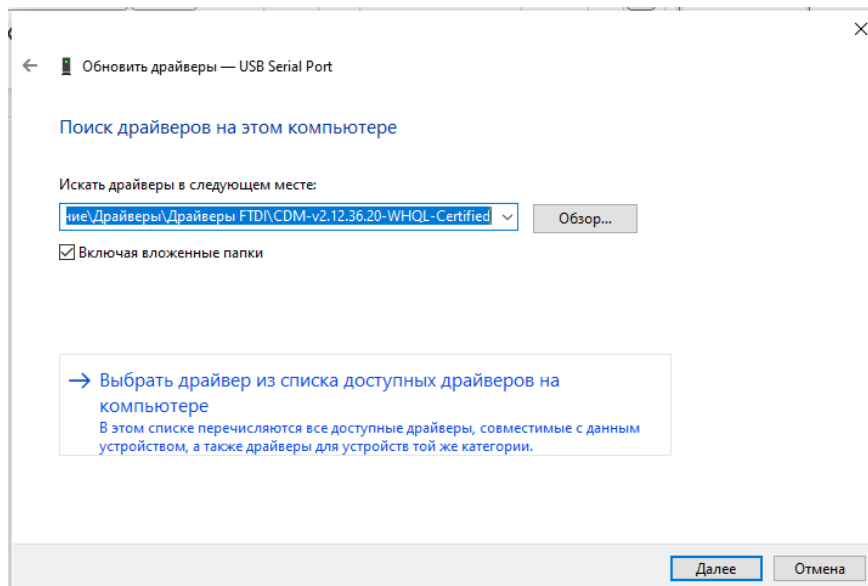 Обновить драйверы — USB Serial Port
Поиск драйверов на этом компьютере
Искать драйверы в следующем месте:
ние\Драйверы\Драйверы FTDI\CDM-v2.12.36.20-WHQL-Certified
Обзор...
Включая вложенные папки
Выбрать драйвер из списка доступных драйверов на
компьютере
В этом списке перечисляются все доступные драйверы, совместимые с данным
устройством, а также драйверы для устройств той же категории.
Далее
Отмена